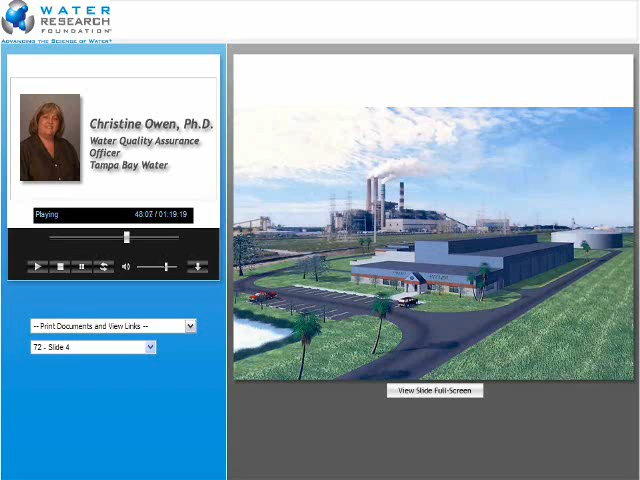 WATER
RESEARCH
FOUNDATION
ADVANCING THE SCIENCE OF WATER®
Christine Owen, Ph.D.
Water Quality Assurance
Officer
Tampa Bay Water
Playing 48:07 / 01:19:19
-- Print Documents and View Links --
72 - Slide 4
View Slide Full-Screen